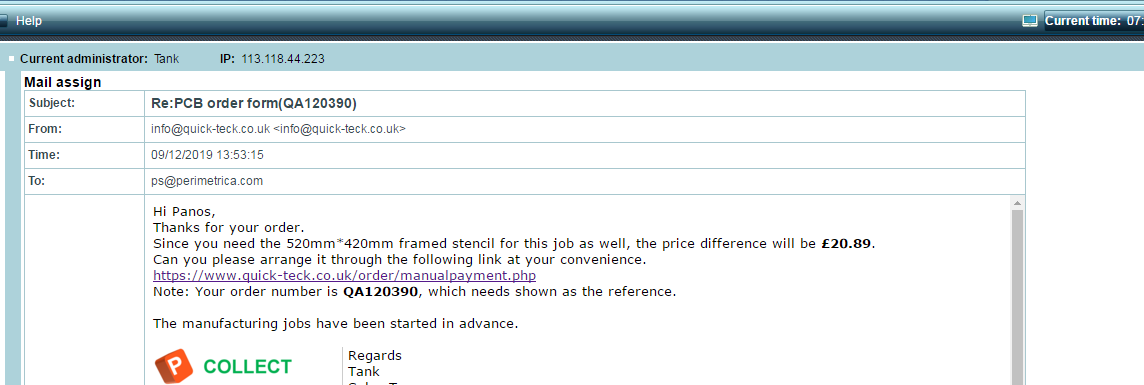 Help
Current time: 07:
Current administrator: Tank IP: 113.118.44.223
Mail assign
Subject: Re:PCB order form(QA120390)
From: info@quick-teck.co.uk <info@quick-teck.co.uk>
Time: 09/12/2019 13:53:15
To: ps@perimetrica.com
Hi Panos,
Thanks for your order.
Since you need the 520mm*420mm framed stencil for this job as well, the price difference will be £20.89.
Can you please arrange it through the following link at your convenience.
https://www.quick-teck.co.uk/order/manualpayment.php
Note: Your order number is QA120390, which needs shown as the reference.
The manufacturing jobs have been started in advance.
P COLLECT
Regards
Tank